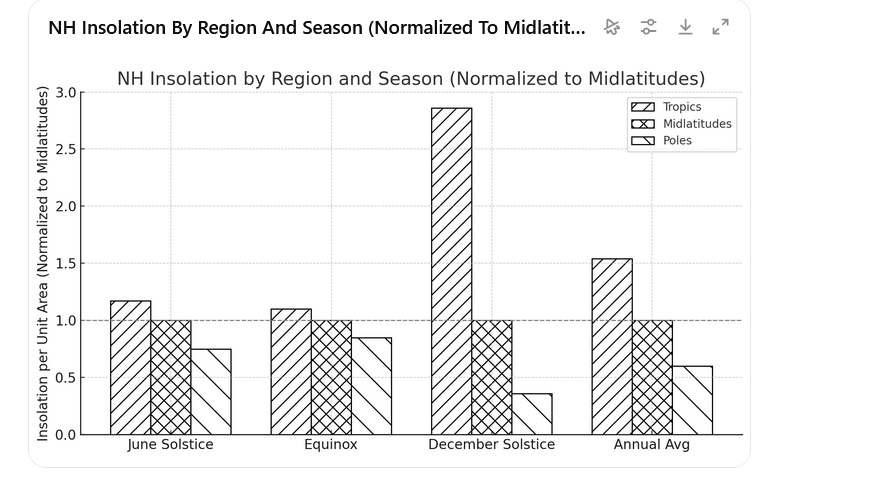 NH Insolation By Region And Season (Normalized To Midlatit...
NH Insolation by Region and Season (Normalized to Midlatitudes)
Insolation per Unit Area (Normalized to Midlatitudes)
3.0
2.5
2.0
1.5
1.0
0.5
0.0
Tropics
Midlatitudes
Poles
June Solstice
Equinox
December Solstice
Annual Avg